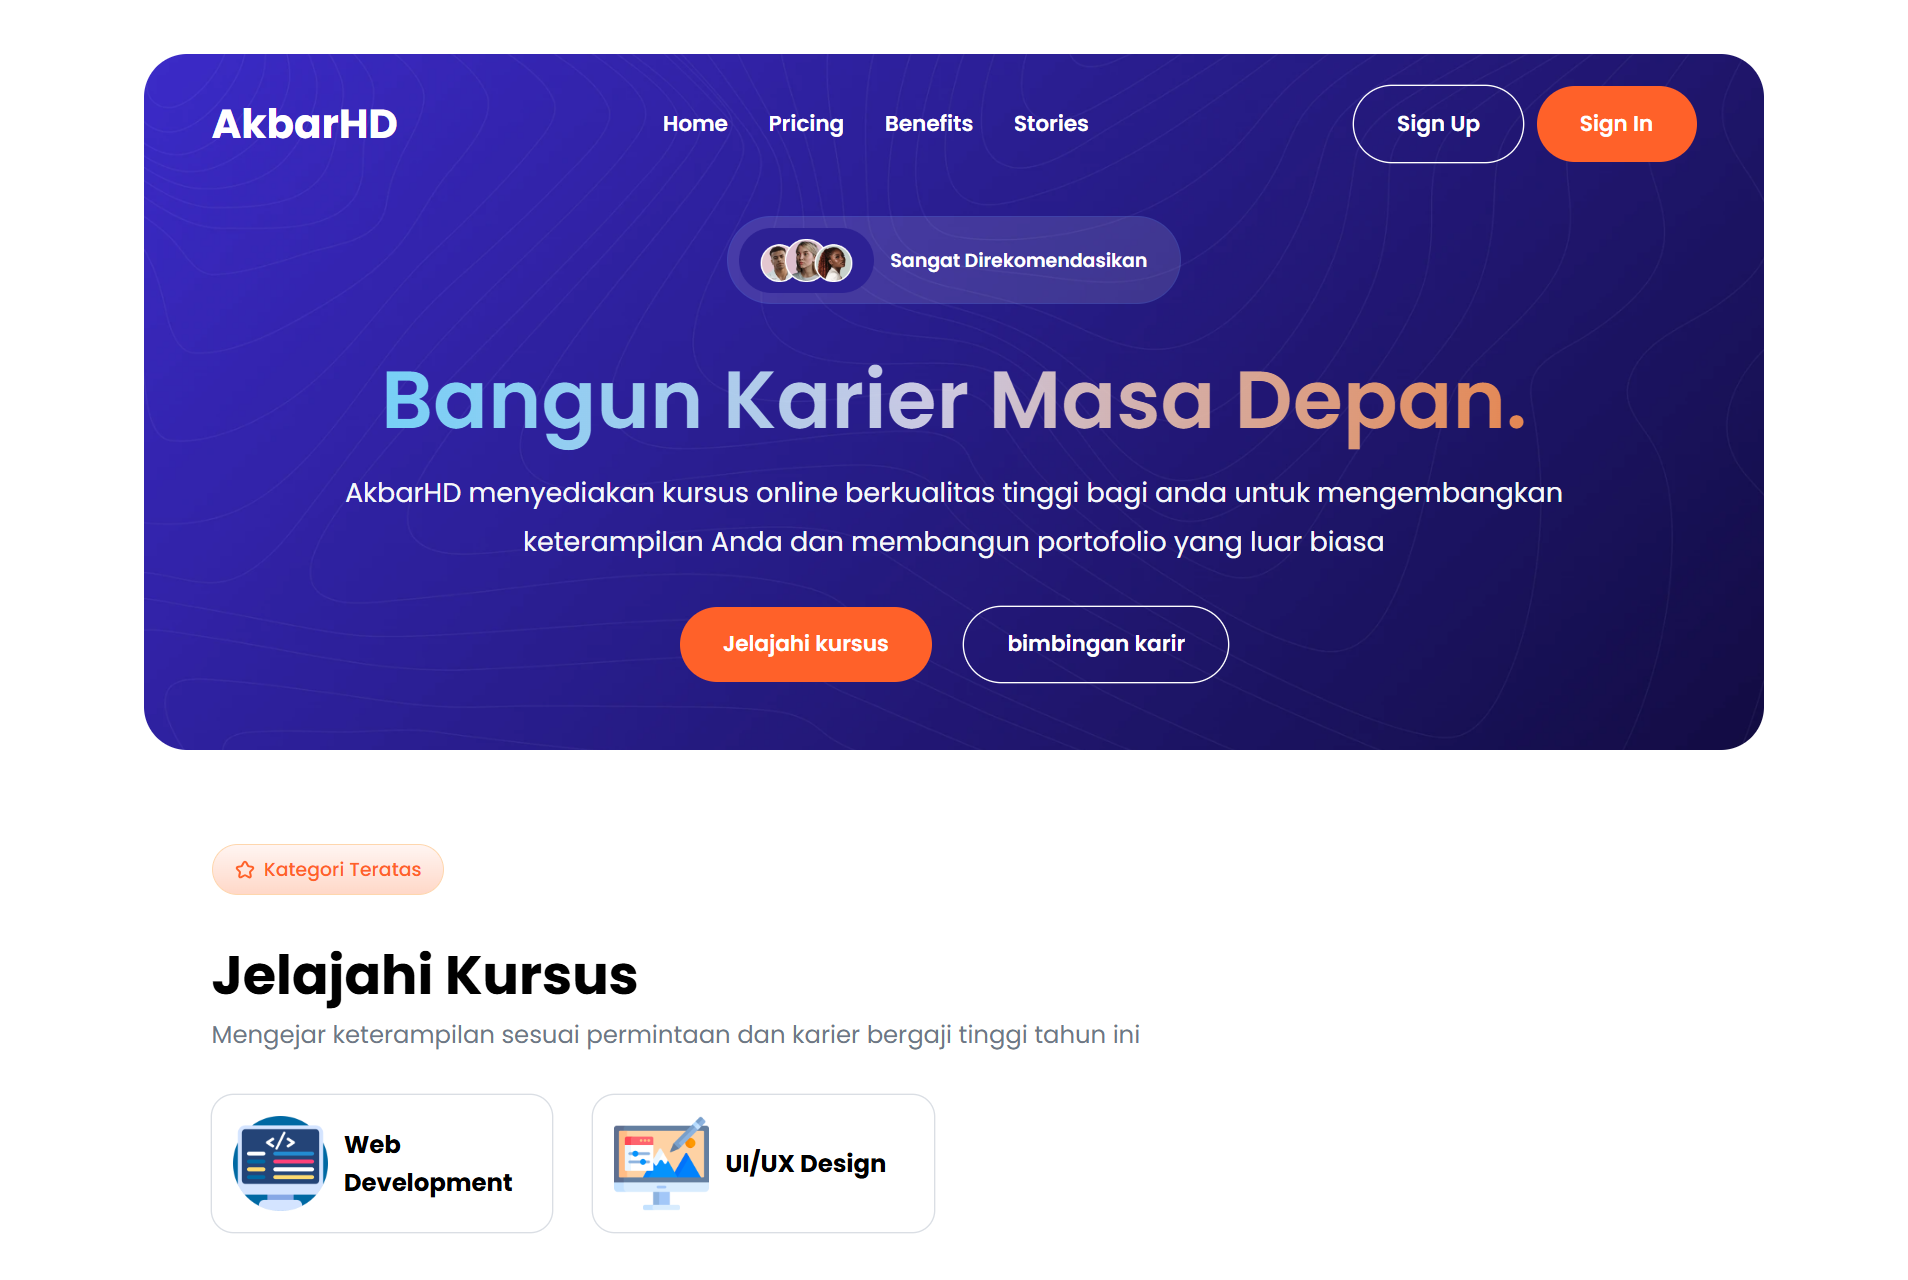 AkbarHD
Home Pricing Benefits Stories
Sign Up Sign In
Sangat Direkomendasikan
Bangun Karier Masa Depan.
AkbarHD menyediakan kursus online berkualitas tinggi bagi anda untuk mengembangkan
keterampilan Anda dan membangun portofolio yang luar biasa
Jelajahi kursus bimbingan karir
Kategori Teratas
Jelajahi Kursus
Mengejar keterampilan sesuai permintaan dan karier bergaji tinggi tahun ini
</>
Web
Development
UI/UX Design